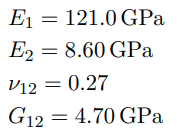 E₁ = 121.0 GPa
E₂ = 8.60 GPa
ν₁₂ = 0.27
G₁₂ = 4.70 GPa